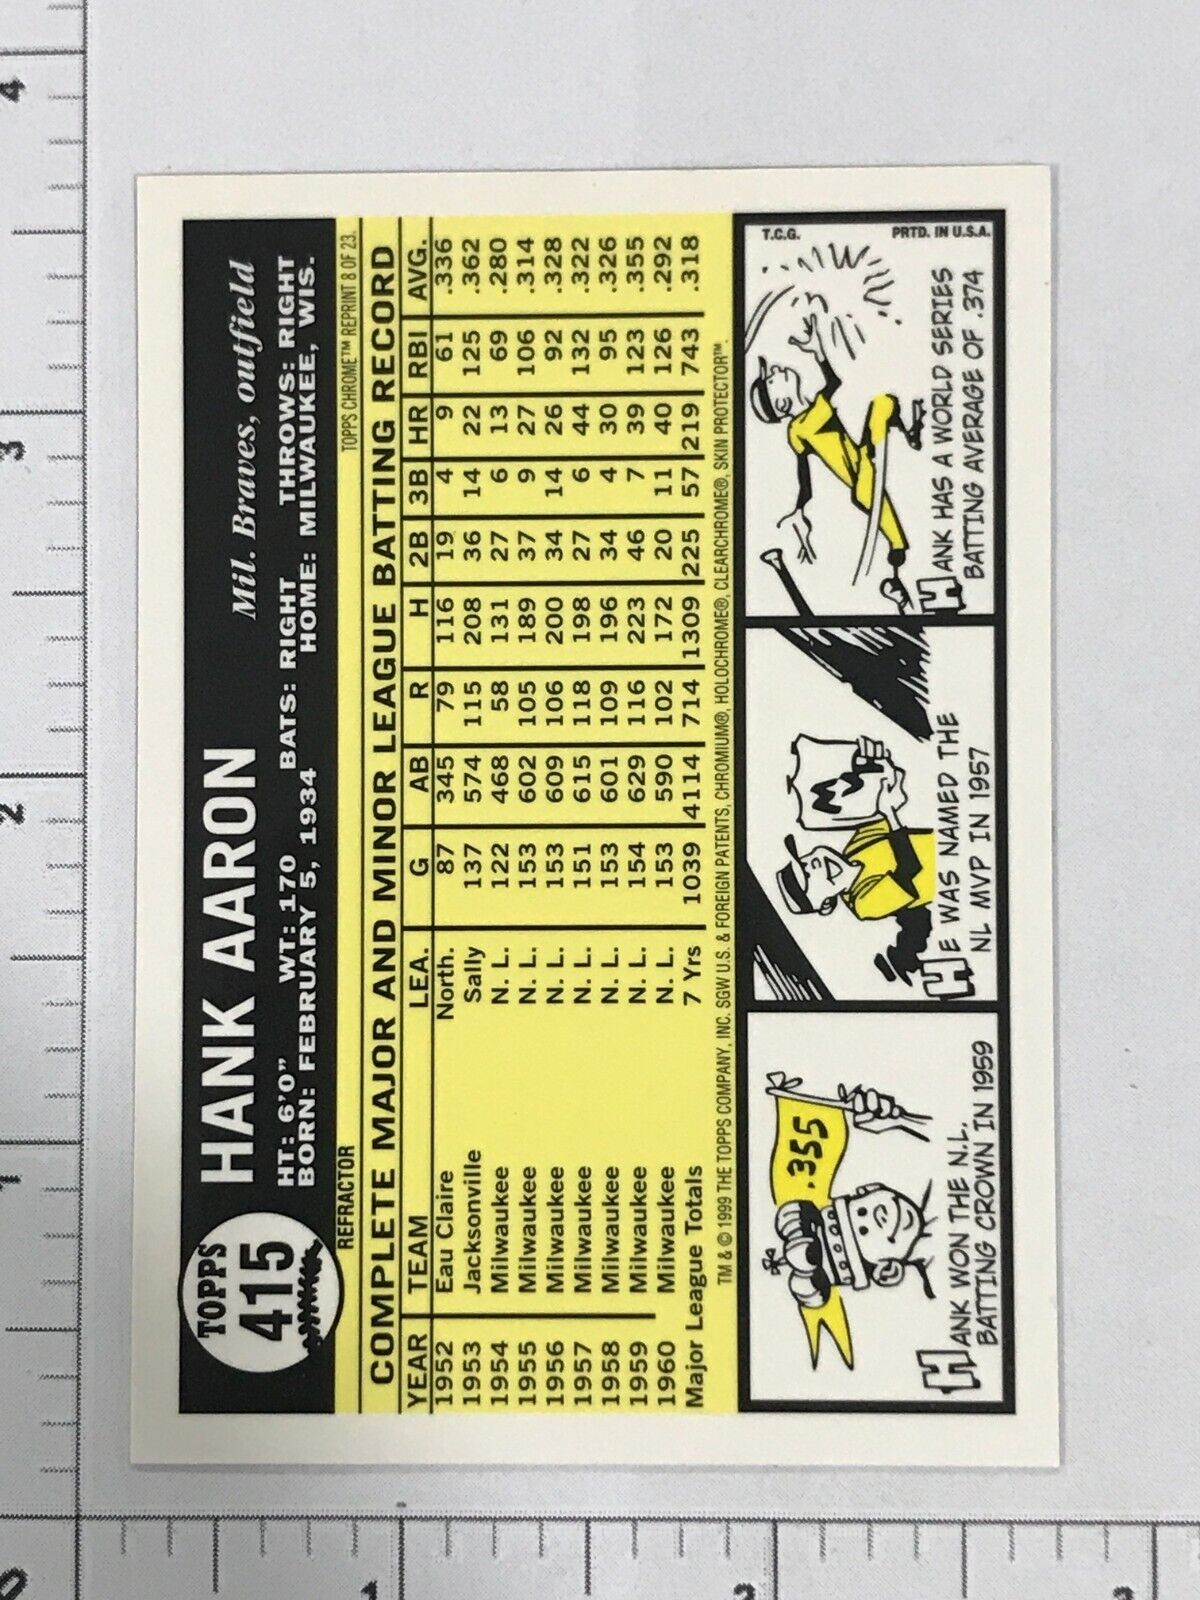 TOPPS
415
HANK AARON
Mil. Braves, outfield
HT: 6'0" WT: 170 BATS: RIGHT THROWS: RIGHT
BORN: FEBRUARY 5, 1934 HOME: MILWAUKEE, WIS.
REFRACTOR TOPPS CHROME™ REPRINT 8 OF 23.
COMPLETE MAJOR AND MINOR LEAGUE BATTING RECORD
YEAR TEAM LEA. G AB R H 2B 3B HR RBI AVG.
1952 Eau Claire North. 87 345 79 116 19 4 9 61 .336
1953 Jacksonville Sally 137 574 115 208 36 14 22 125 .362
1954 Milwaukee N. L. 122 468 58 131 27 6 13 69 .280
1955 Milwaukee N. L. 153 602 105 189 37 9 27 106 .314
1956 Milwaukee N. L. 153 609 106 200 34 14 26 92 .328
1957 Milwaukee N. L. 151 615 118 198 27 6 44 132 .322
1958 Milwaukee N. L. 153 601 109 196 34 4 30 95 .326
1959 Milwaukee N. L. 154 629 116 223 46 7 39 123 .355
1960 Milwaukee N. L. 153 590 102 172 20 11 40 126 .292
Major League Totals 7 Yrs 1039 4114 714 1309 225 57 219 743 .318
TM & © 1999 THE TOPPS COMPANY, INC. SGW U.S. & FOREIGN PATENTS, CHROMIUM®, HOLOCHROME®, CLEARCHROME®, SKIN PROTECTOR™.
.355
HANK WON THE N.L.
BATTING CROWN IN 1959
M
HE WAS NAMED THE
NL MVP IN 1957
T.C.G. PRTD. IN U.S.A.
HANK HAS A WORLD SERIES
BATTING AVERAGE OF .374
0
1
2
3
4
1
2
3